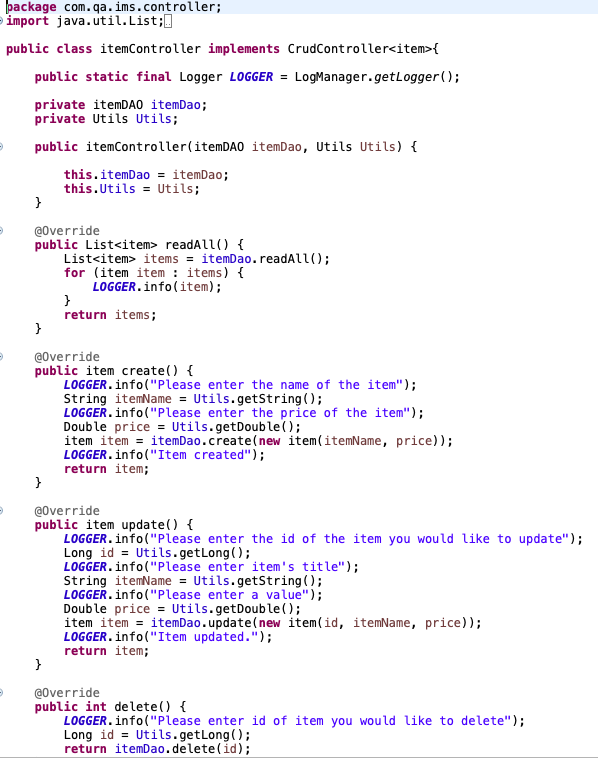 package com.qa.ims.controller;
import java.util.List;

public class itemController implements CrudController<item>{

    public static final Logger LOGGER = LogManager.getLogger();

    private itemDAO itemDao;
    private Utils Utils;

    public itemController(itemDAO itemDao, Utils Utils) {

        this.itemDao = itemDao;
        this.Utils = Utils;
    }

    @Override
    public List<item> readAll() {
        List<item> items = itemDao.readAll();
        for (item item : items) {
            LOGGER.info(item);
        }
        return items;
    }

    @Override
    public item create() {
        LOGGER.info("Please enter the name of the item");
        String itemName = Utils.getString();
        LOGGER.info("Please enter the price of the item");
        Double price = Utils.getDouble();
        item item = itemDao.create(new item(itemName, price));
        LOGGER.info("Item created");
        return item;
    }

    @Override
    public item update() {
        LOGGER.info("Please enter the id of the item you would like to update");
        Long id = Utils.getLong();
        LOGGER.info("Please enter item's title");
        String itemName = Utils.getString();
        LOGGER.info("Please enter a value");
        Double price = Utils.getDouble();
        item item = itemDao.update(new item(id, itemName, price));
        LOGGER.info("Item updated.");
        return item;
    }

    @Override
    public int delete() {
        LOGGER.info("Please enter id of item you would like to delete");
        Long id = Utils.getLong();
        return itemDao.delete(id);